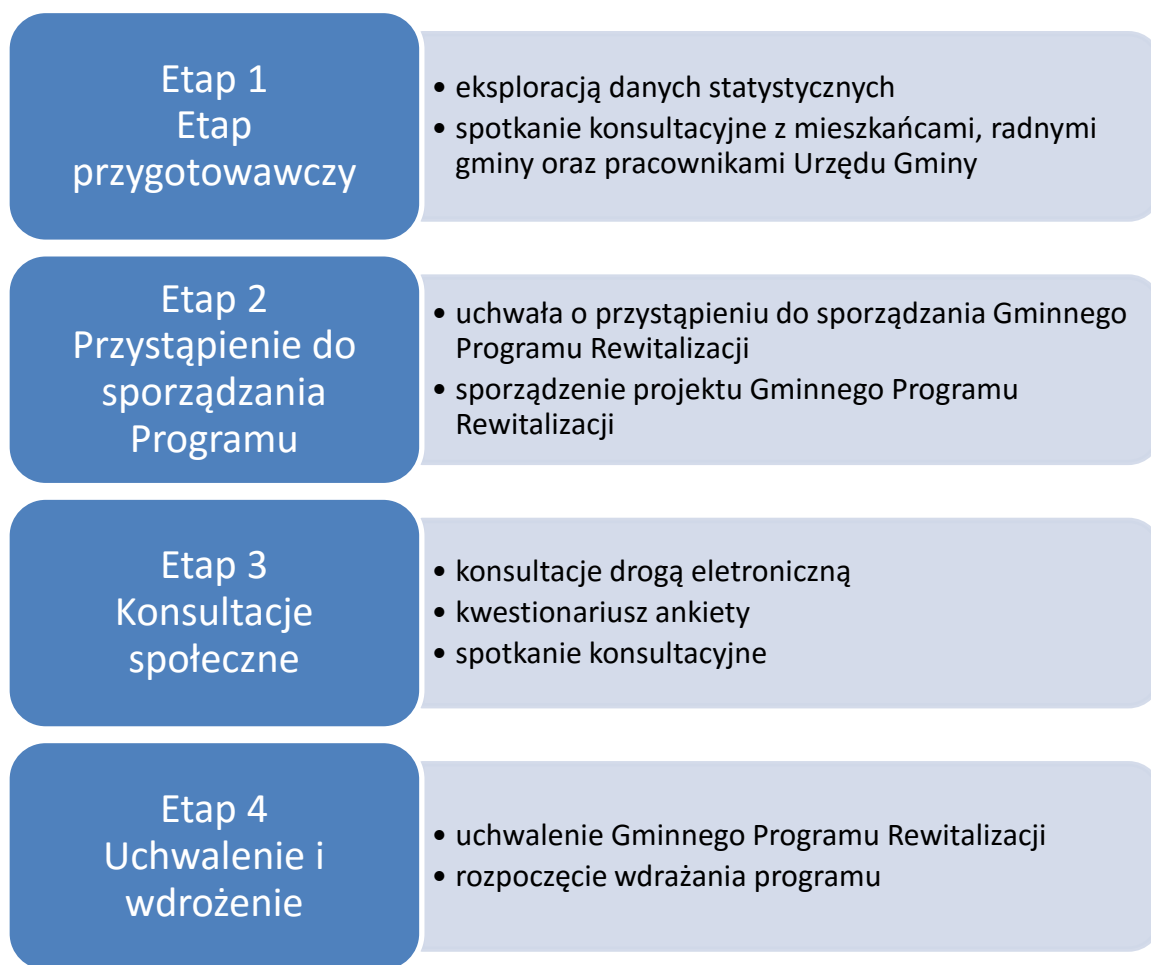 Etap 1
Etap
przygotowawczy
• eksploracją danych statystycznych
• spotkanie konsultacyjne z mieszkańcami, radnymi
gminy oraz pracownikami Urzędu Gminy
Etap 2
Przystąpienie do
sporządzania
Programu
• uchwała o przystąpieniu do sporządzania Gminnego
Programu Rewitalizacji
• sporządzenie projektu Gminnego Programu
Rewitalizacji
Etap 3
Konsultacje
społeczne
• konsultacje drogą eletroniczną
• kwestionariusz ankiety
• spotkanie konsultacyjne
Etap 4
Uchwalenie i
wdrożenie
• uchwalenie Gminnego Programu Rewitalizacji
• rozpoczęcie wdrażania programu